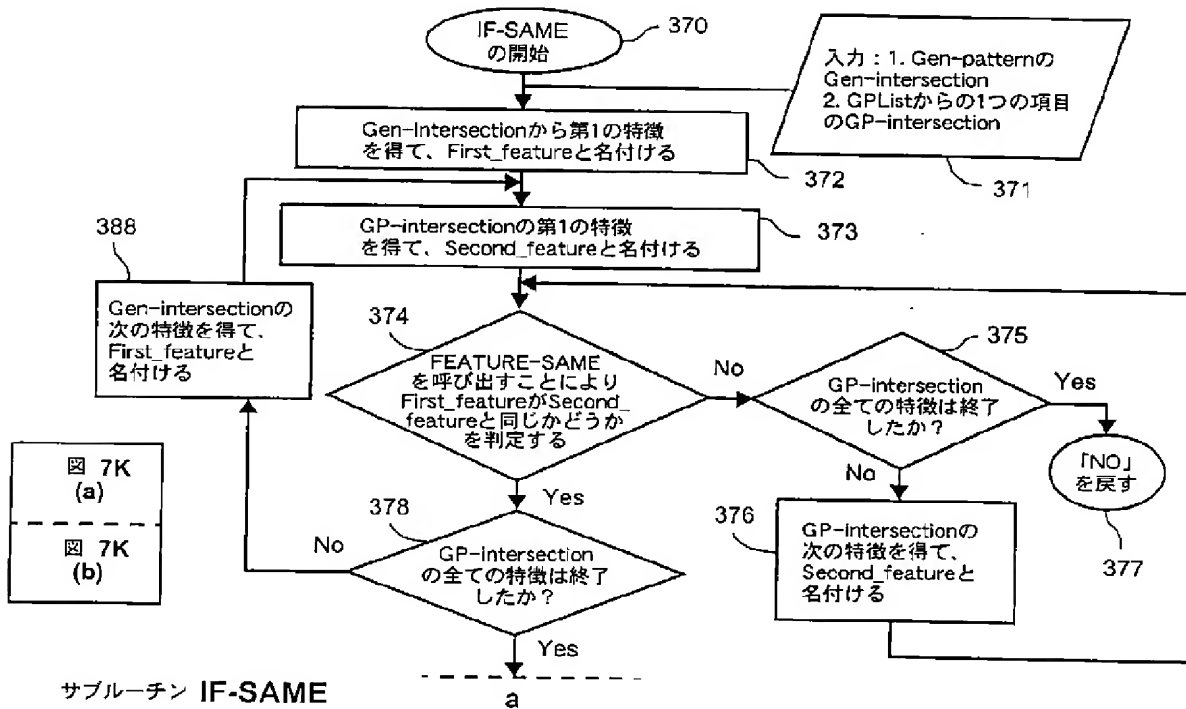 IF-SAME
の開始
370
入力：1. Gen-patternの
Gen-intersection
2. GPListからの1つの項目
のGP-intersection
371
Gen-Intersectionから第1の特徴
を得て、First_featureと名付ける
372
GP-intersectionの第1の特徴
を得て、Second_featureと名付ける
373
388
Gen-intersectionの
次の特徴を得て、
First_featureと
名付ける
374
FEATURE-SAME
を呼び出すことにより
First_featureがSecond_
featureと同じかどうか
を判定する
No
Yes
375
GP-intersection
の全ての特徴は終了
したか？
Yes
No
「NO」
を戻す
377
376
GP-intersectionの
次の特徴を得て、
Second_featureと
名付ける
378
GP-intersection
の全ての特徴は終了
したか？
No
Yes
a
図 7K
(a)
図 7K
(b)
サブルーチン IF-SAME